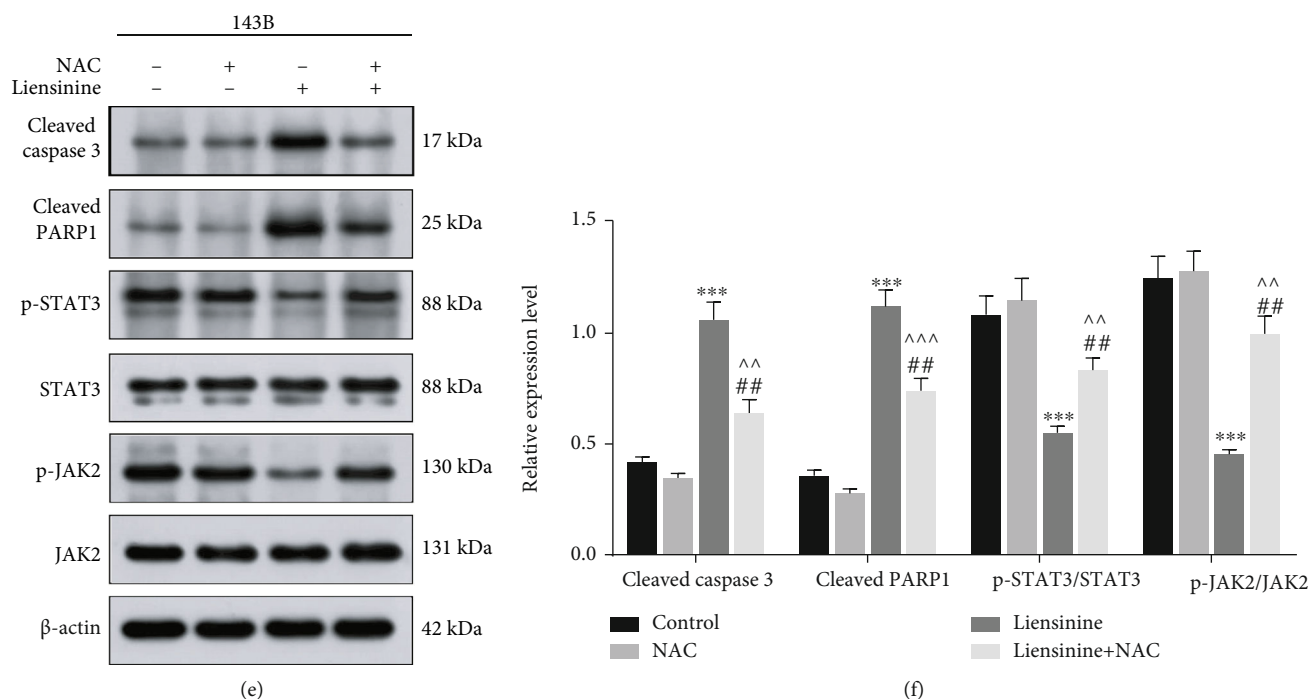 143B
NAC – + – +
Liensinine – – + +
Cleaved
caspase 3
17 kDa
Cleaved
PARP1
25 kDa
p-STAT3
88 kDa
STAT3
88 kDa
p-JAK2
130 kDa
JAK2
131 kDa
β-actin
42 kDa
(e)
Relative expression level
1.5
1.0
0.5
0.0
***
^^
##
***
^^^
##
***
^^
##
***
^^
##
Cleaved caspase 3
Cleaved PARP1
p-STAT3/STAT3
p-JAK2/JAK2
Control
NAC
Liensinine
Liensinine+NAC
(f)